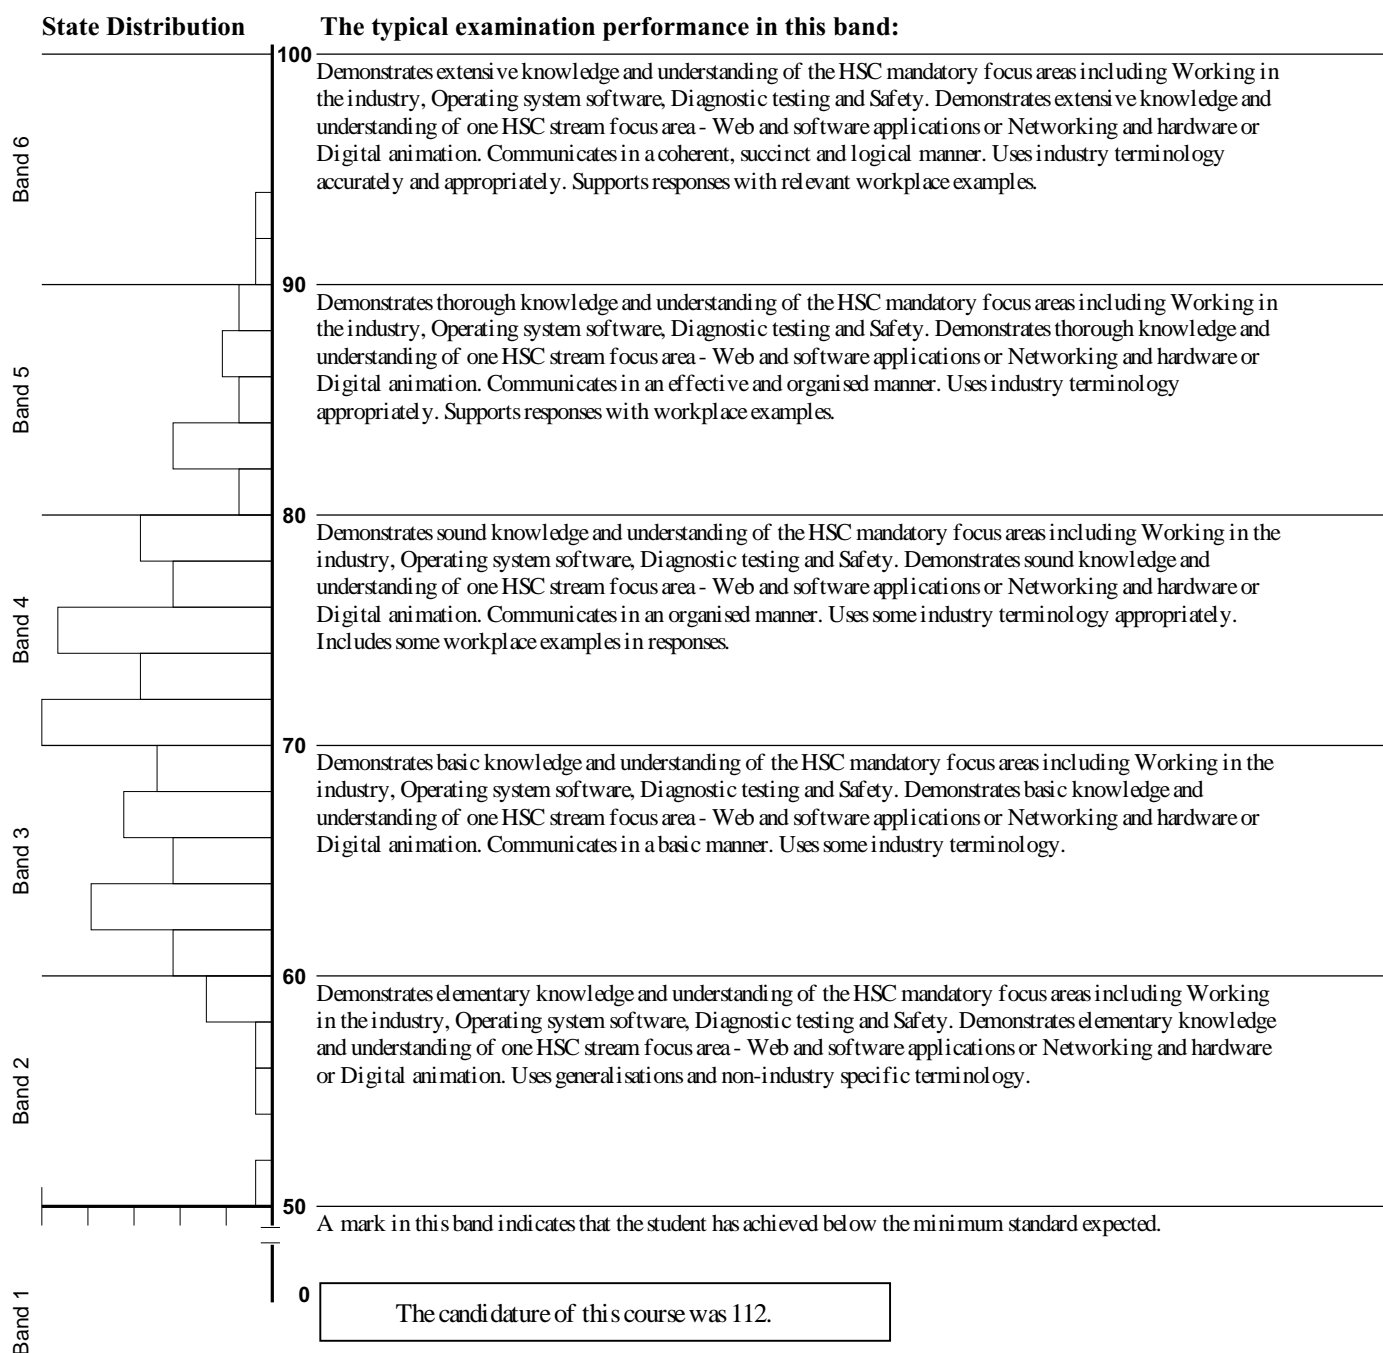 State Distribution
The typical examination performance in this band:
100
Demonstrates extensive knowledge and understanding of the HSC mandatory focus areas including Working in
the industry, Operating system software, Diagnostic testing and Safety. Demonstrates extensive knowledge and
understanding of one HSC stream focus area - Web and software applications or Networking and hardware or
Digital animation. Communicates in a coherent, succinct and logical manner. Uses industry terminology
accurately and appropriately. Supports responses with relevant workplace examples.
Band 6
90
Demonstrates thorough knowledge and understanding of the HSC mandatory focus areas including Working in
the industry, Operating system software, Diagnostic testing and Safety. Demonstrates thorough knowledge and
understanding of one HSC stream focus area - Web and software applications or Networking and hardware or
Digital animation. Communicates in an effective and organised manner. Uses industry terminology
appropriately. Supports responses with workplace examples.
Band 5
80
Demonstrates sound knowledge and understanding of the HSC mandatory focus areas including Working in the
industry, Operating system software, Diagnostic testing and Safety. Demonstrates sound knowledge and
understanding of one HSC stream focus area - Web and software applications or Networking and hardware or
Digital animation. Communicates in an organised manner. Uses some industry terminology appropriately.
Includes some workplace examples in responses.
Band 4
70
Demonstrates basic knowledge and understanding of the HSC mandatory focus areas including Working in the
industry, Operating system software, Diagnostic testing and Safety. Demonstrates basic knowledge and
understanding of one HSC stream focus area - Web and software applications or Networking and hardware or
Digital animation. Communicates in a basic manner. Uses some industry terminology.
Band 3
60
Demonstrates elementary knowledge and understanding of the HSC mandatory focus areas including Working
in the industry, Operating system software, Diagnostic testing and Safety. Demonstrates elementary knowledge
and understanding of one HSC stream focus area - Web and software applications or Networking and hardware
or Digital animation. Uses generalisations and non-industry specific terminology.
Band 2
50
A mark in this band indicates that the student has achieved below the minimum standard expected.
0
Band 1
The candidature of this course was 112.